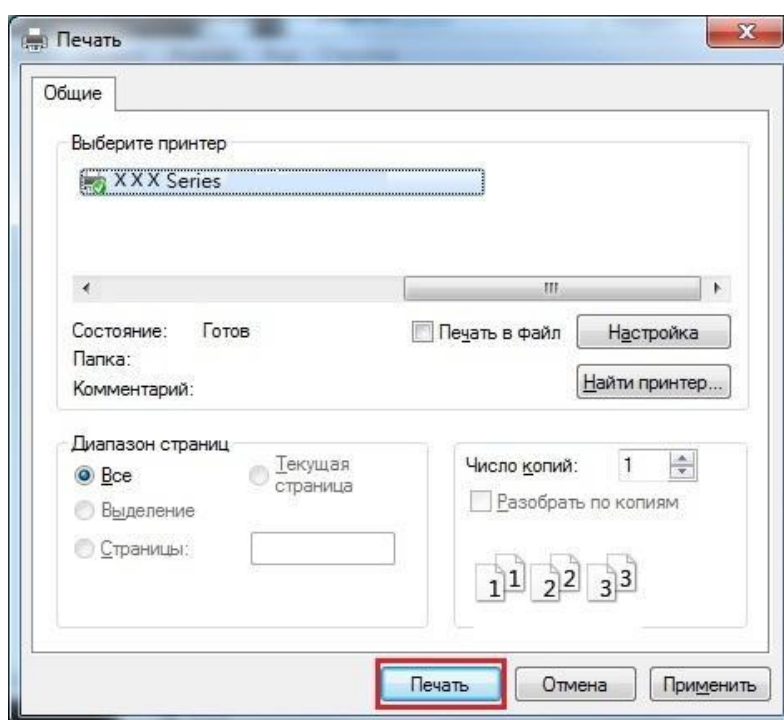 Печать
Общие
Выберите принтер
XXX Series
Состояние: Готов
Печать в файл
Настройка
Папка:
Комментарий:
Найти принтер...
Диапазон страниц
Все
Текущая
страница
Выделение
Страницы:
Число копий: 1
Разобрать по копиям
1 1 2 2 3 3
Печать
Отмена
Применить